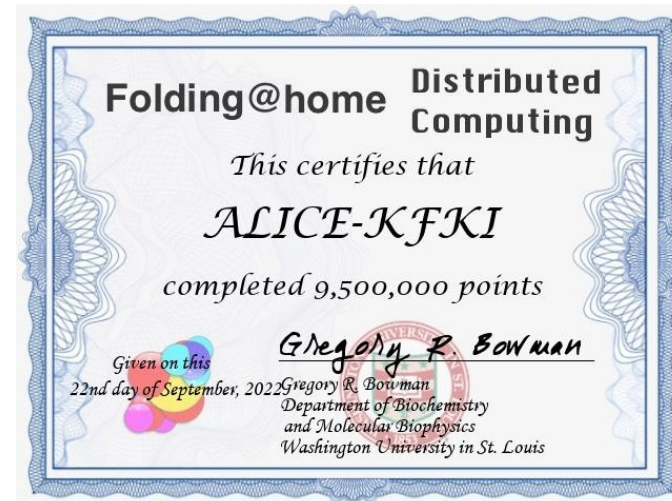 Folding@home
Distributed
Computing
This certifies that
ALICE-KFKI
completed 9,500,000 points
Given on this
22nd day of September, 2022
Gregory R. Bowman
Gregory R. Bowman
Department of Biochemistry
and Molecular Biophysics
Washington University in St. Louis